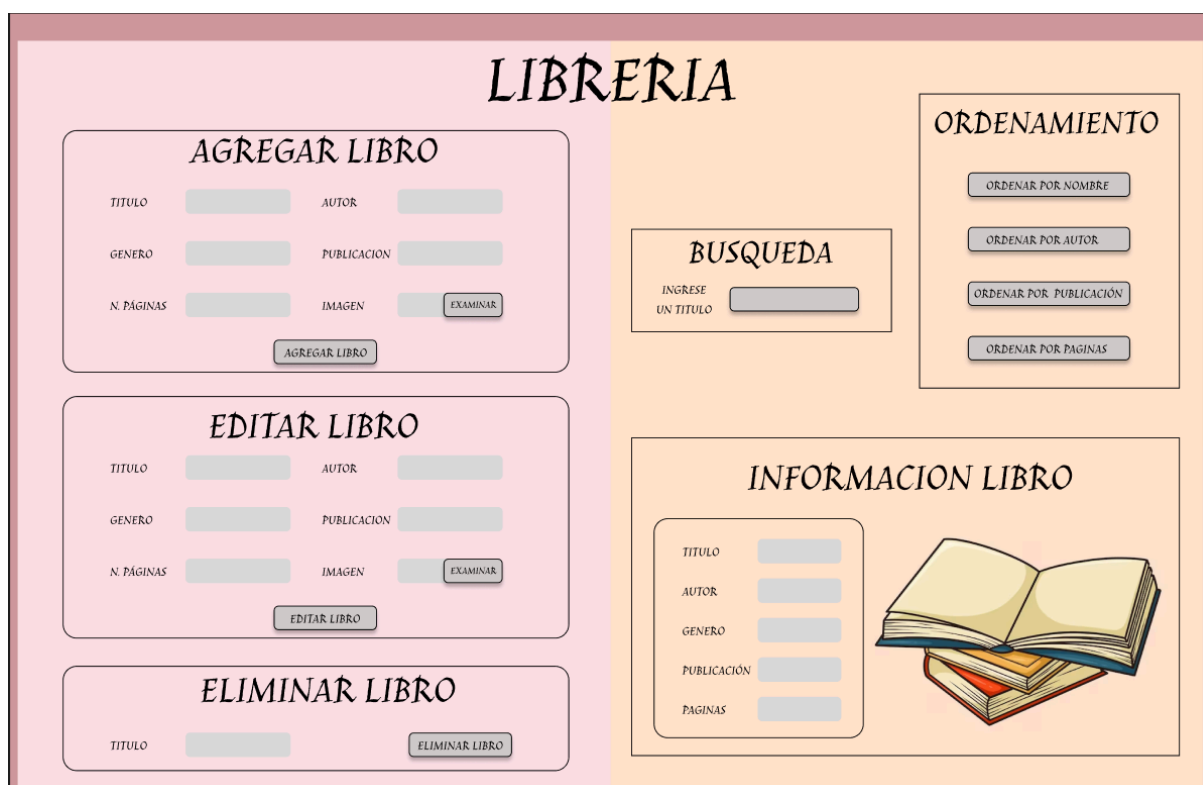 LIBRERIA
AGREGAR LIBRO
TITULO
AUTOR
GENERO
PUBLICACION
N. PÁGINAS
IMAGEN
EXAMINAR
AGREGAR LIBRO
EDITAR LIBRO
TITULO
AUTOR
GENERO
PUBLICACION
N. PÁGINAS
IMAGEN
EXAMINAR
EDITAR LIBRO
ELIMINAR LIBRO
TITULO
ELIMINAR LIBRO
BUSQUEDA
INGRESE
UN TITULO
ORDENAMIENTO
ORDENAR POR NOMBRE
ORDENAR POR AUTOR
ORDENAR POR PUBLICACIÓN
ORDENAR POR PAGINAS
INFORMACION LIBRO
TITULO
AUTOR
GENERO
PUBLICACIÓN
PAGINAS